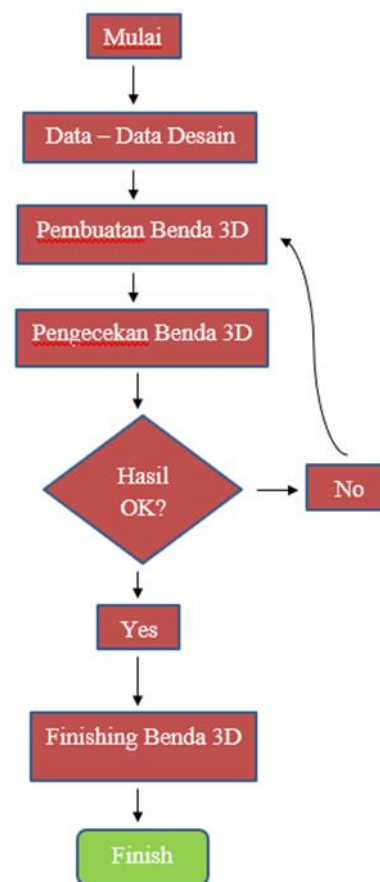 Mulai
Data – Data Desain
Pembuatan Benda 3D
Pengecekan Benda 3D
Hasil
OK?
No
Yes
Finishing Benda 3D
Finish